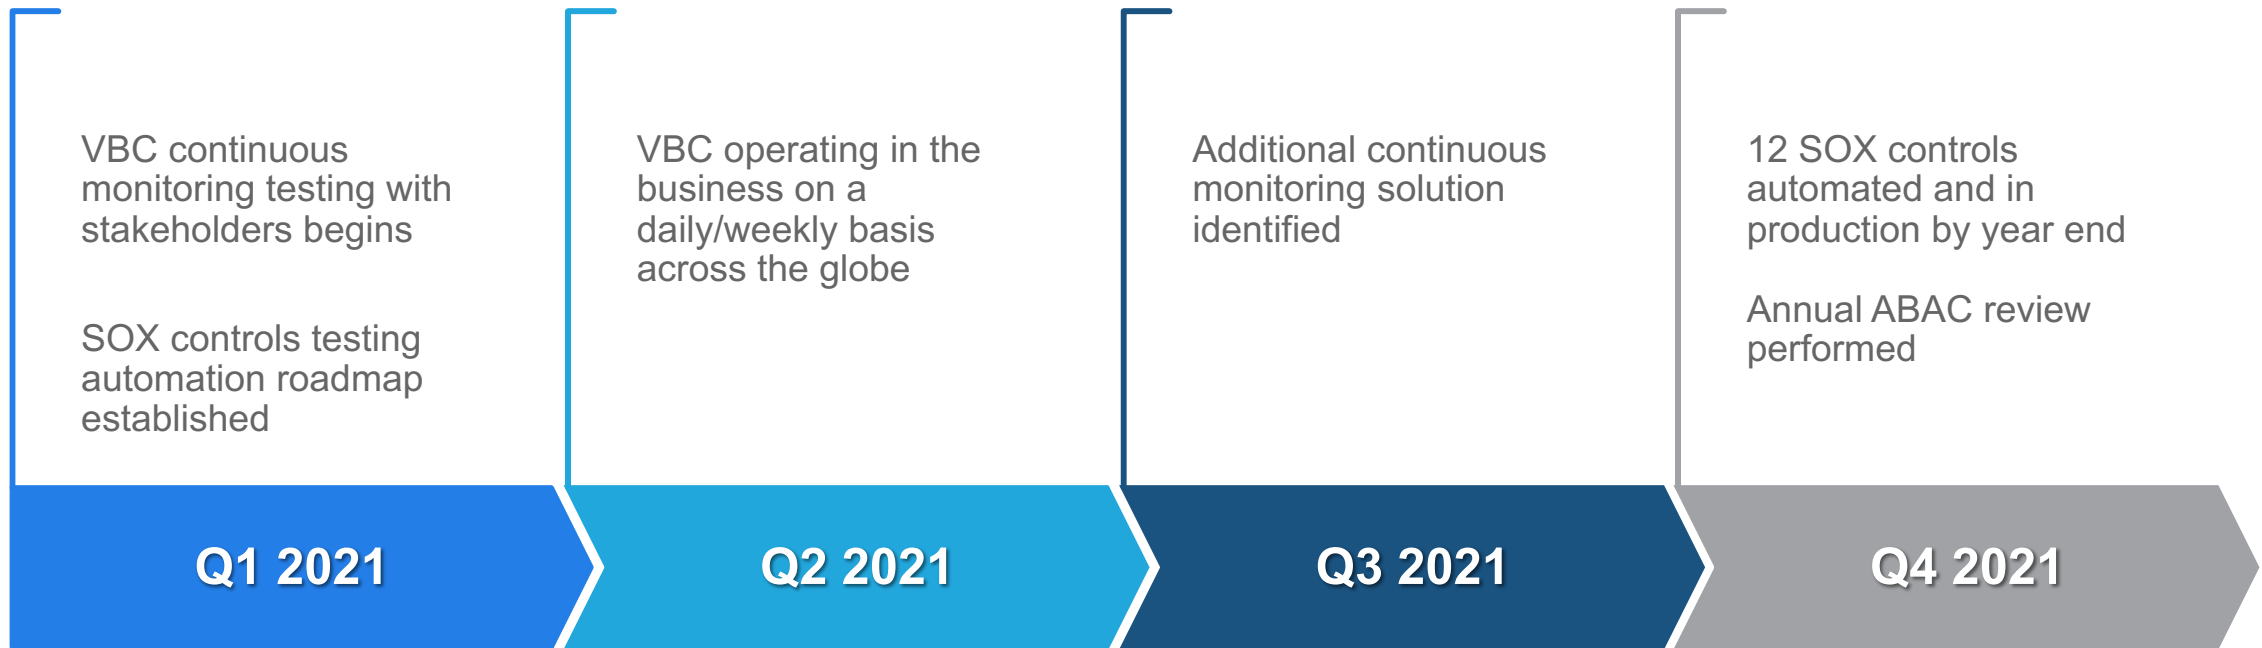 VBC continuous
monitoring testing with
stakeholders begins
SOX controls testing
automation roadmap
established
VBC operating in the
business on a
daily/weekly basis
across the globe
Additional continuous
monitoring solution
identified
12 SOX controls
automated and in
production by year end
Annual ABAC review
performed
Q1 2021
Q2 2021
Q3 2021
Q4 2021